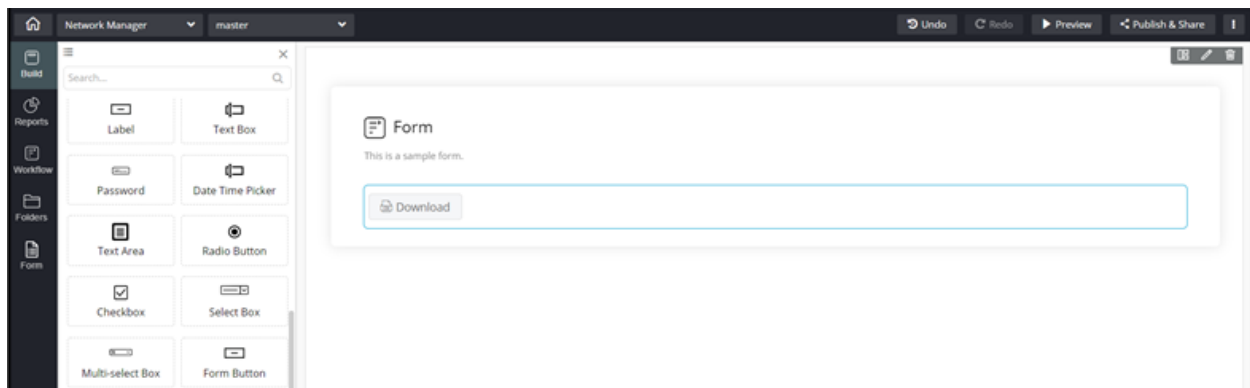 Network Manager
master
Undo
Redo
Preview
Publish & Share
Build
Reports
Workflow
Folders
Form
Search...
Label
Text Box
Password
Date Time Picker
Text Area
Radio Button
Checkbox
Select Box
Multi-select Box
Form Button
Form
This is a sample form.
Download